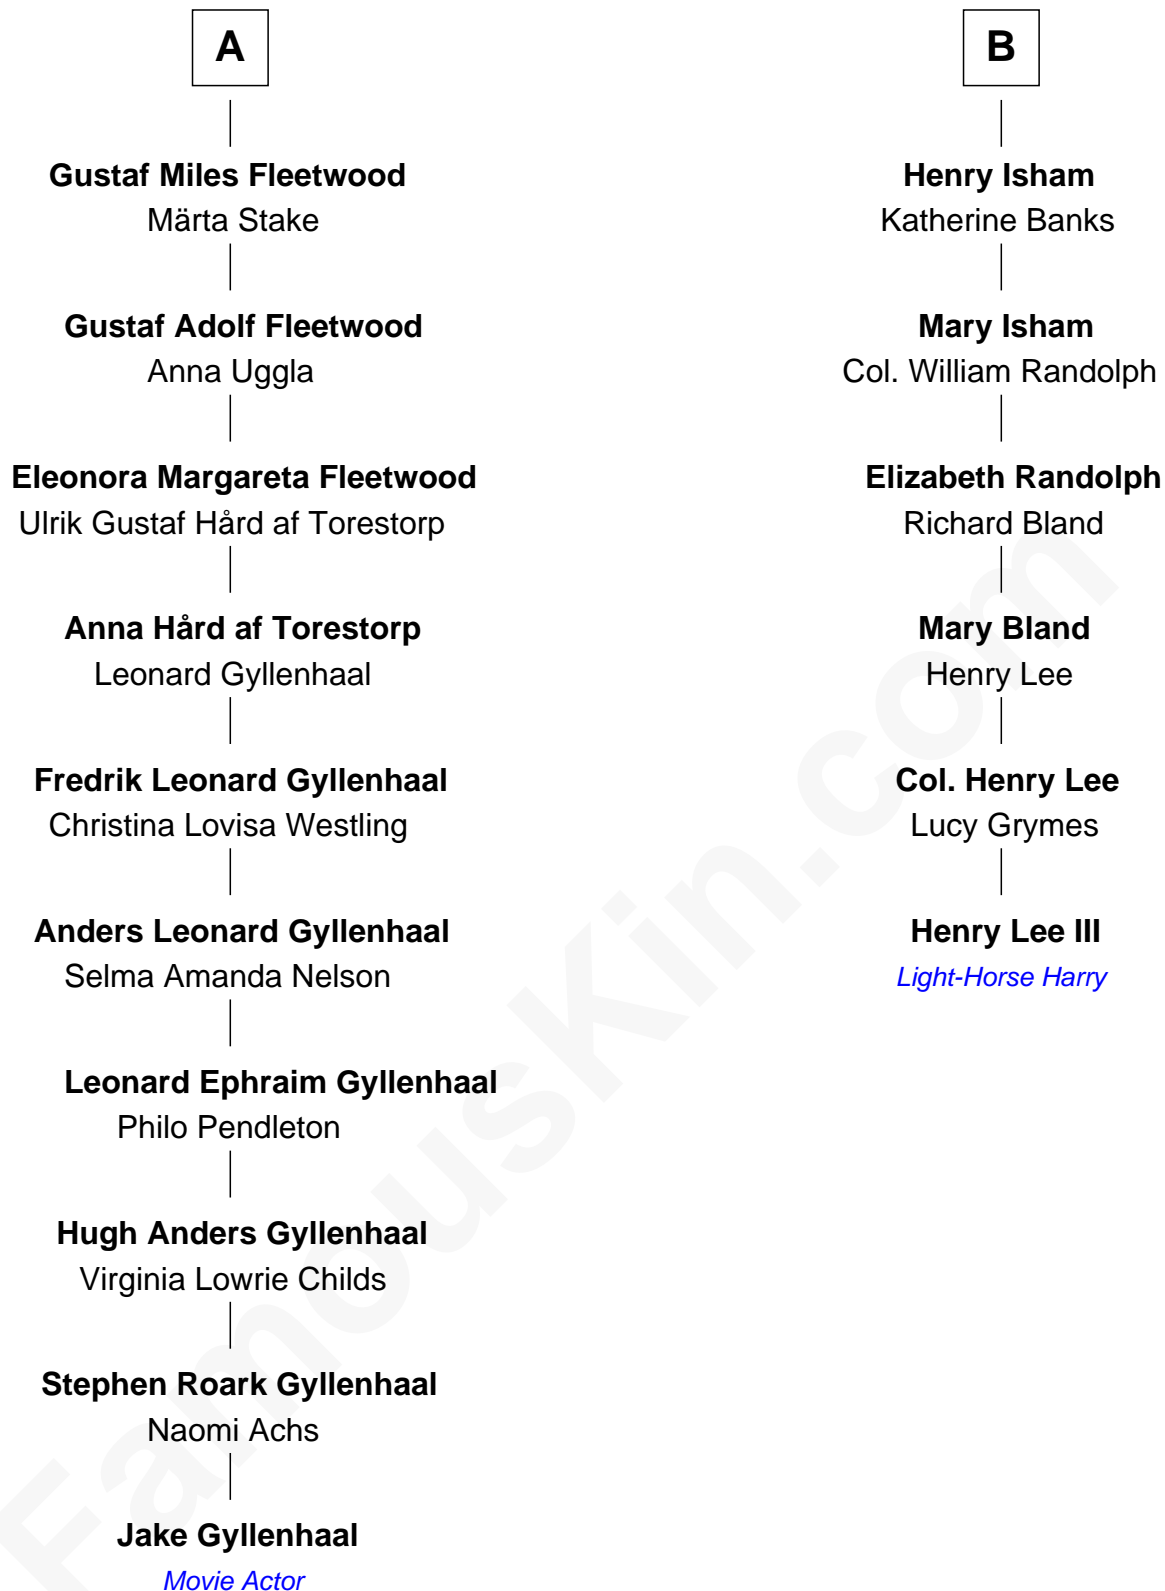 A
Gustaf Miles Fleetwood
Märta Stake
Gustaf Adolf Fleetwood
Anna Uggla
Eleonora Margareta Fleetwood
Ulrik Gustaf Hård af Torestorp
Anna Hård af Torestorp
Leonard Gyllenhaal
Fredrik Leonard Gyllenhaal
Christina Lovisa Westling
Anders Leonard Gyllenhaal
Selma Amanda Nelson
Leonard Ephraim Gyllenhaal
Philo Pendleton
Hugh Anders Gyllenhaal
Virginia Lowrie Childs
Stephen Roark Gyllenhaal
Naomi Achs
Jake Gyllenhaal
Movie Actor
B
Henry Isham
Katherine Banks
Mary Isham
Col. William Randolph
Elizabeth Randolph
Richard Bland
Mary Bland
Henry Lee
Col. Henry Lee
Lucy Grymes
Henry Lee III
Light-Horse Harry
FamousKin.com